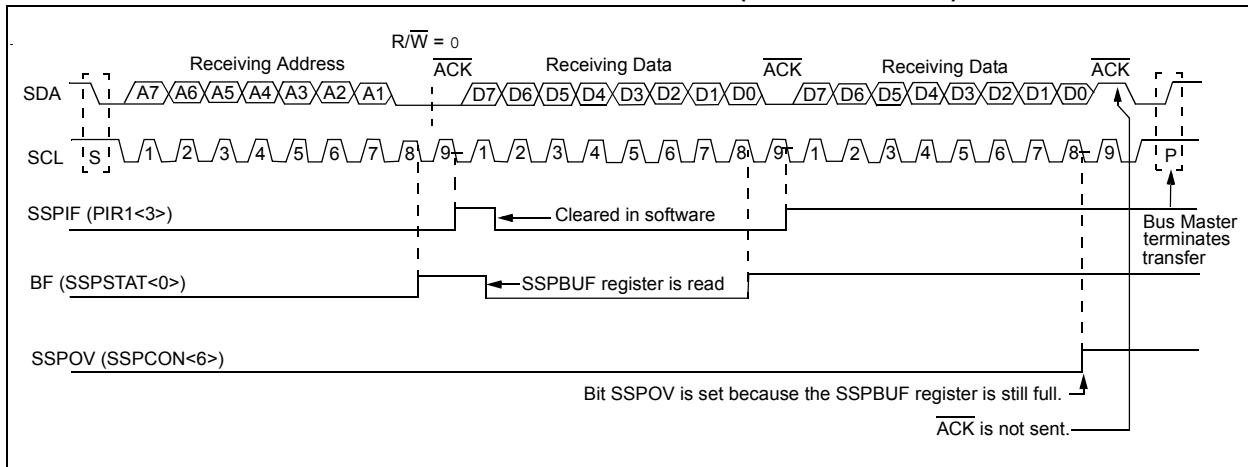 R/W = 0
Receiving Address ACK Receiving Data ACK Receiving Data ACK
SDA A7 A6 A5 A4 A3 A2 A1 D7 D6 D5 D4 D3 D2 D1 D0 D7 D6 D5 D4 D3 D2 D1 D0
SCL S 1 2 3 4 5 6 7 8 9 1 2 3 4 5 6 7 8 9 1 2 3 4 5 6 7 8 9 P
SSPIF (PIR1<3>) Cleared in software
Bus Master
terminates
transfer
BF (SSPSTAT<0>) SSPBUF register is read
SSPOV (SSPCON<6>)
Bit SSPOV is set because the SSPBUF register is still full.
ACK is not sent.